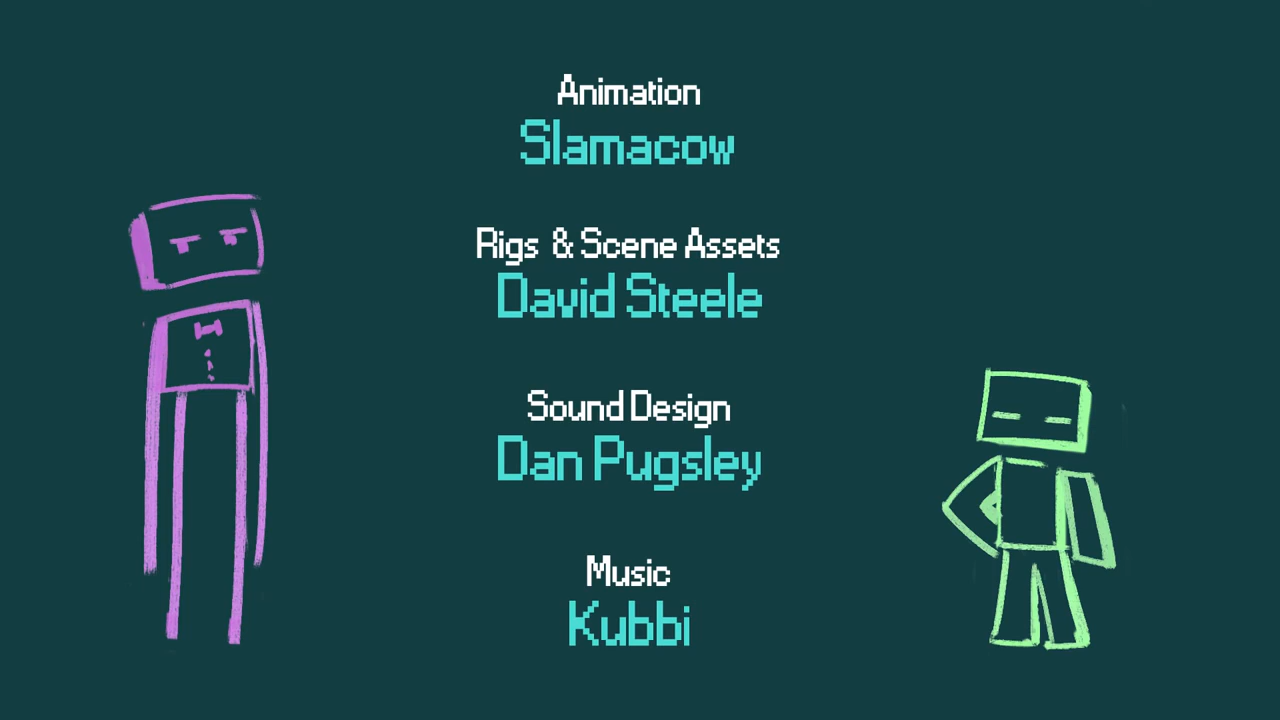 Animation
Slamacow
Rigs & Scene Assets
David Steele
Sound Design
Dan Pugsley
Music
Kubbi